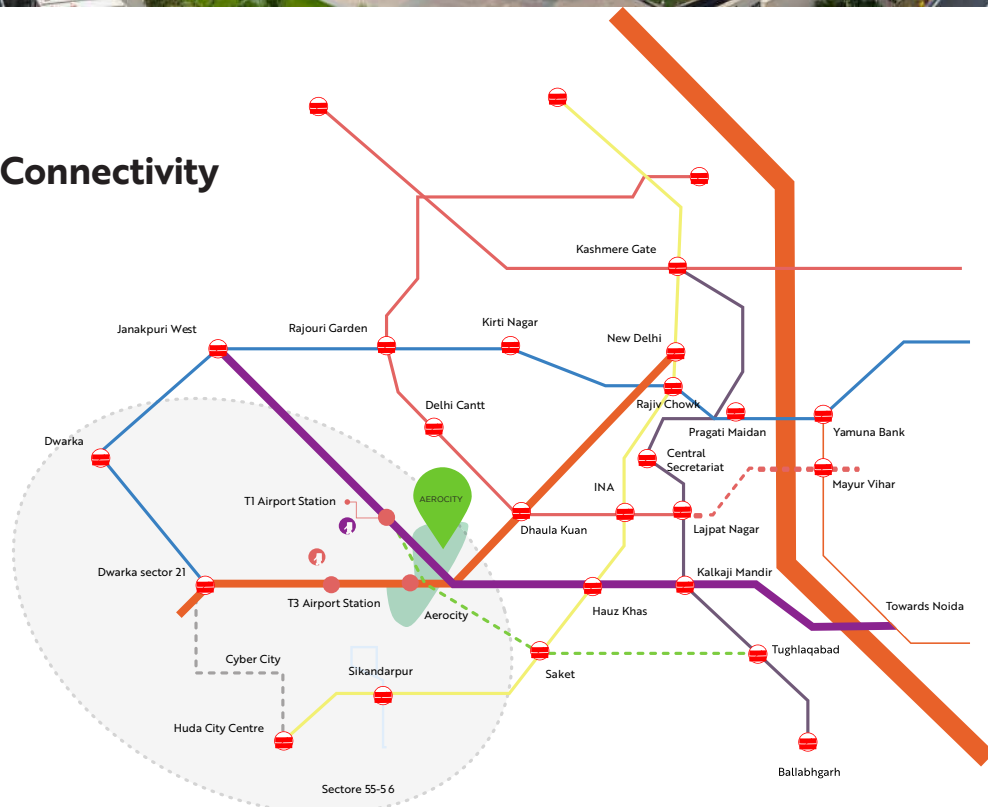 Connectivity
Kashmere Gate
Janakpuri West
Rajouri Garden
Kirti Nagar
New Delhi
Rajiv Chowk
Delhi Cantt
Pragati Maidan
Yamuna Bank
Dwarka
Central
Secretariat
Mayur Vihar
INA
T1 Airport Station
AEROCITY
Dhaula Kuan
Lajpat Nagar
Dwarka sector 21
Kalkaji Mandir
T3 Airport Station
Aerocity
Hauz Khas
Towards Noida
Cyber City
Sikandarpur
Saket
Tughlaqabad
Huda City Centre
Ballabhgarh
Sectore 55-56